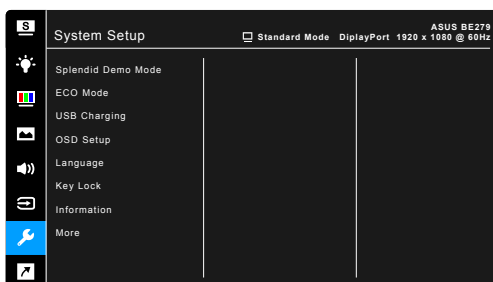 S
ASUS BE279
System Setup
Standard Mode DiplayPort 1920 x 1080 @ 60Hz
Splendid Demo Mode
ECO Mode
USB Charging
OSD Setup
Language
Key Lock
Information
More